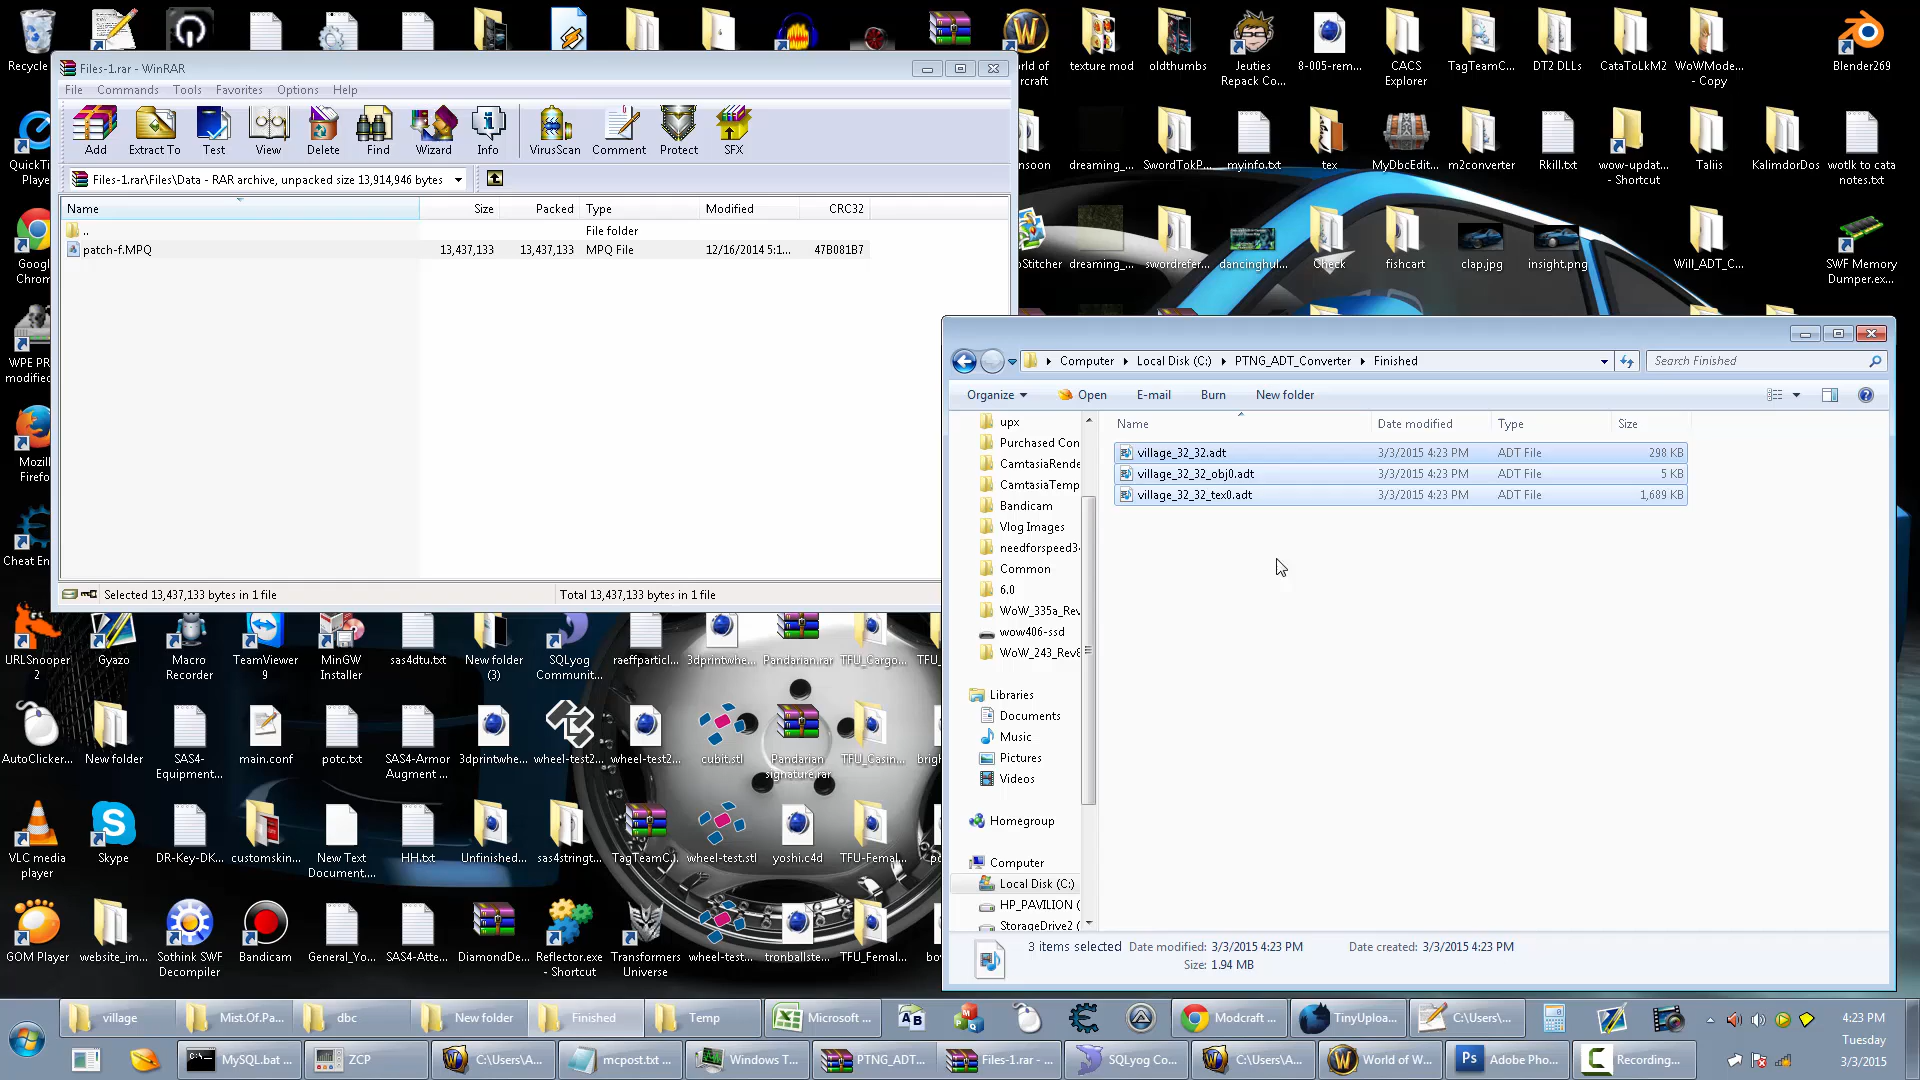 Recycle
texture mod
oldthumbs
Jeuties
Repack Co...
8-005-rem...
CACS
Explorer
TagTeamC...
DT2 DLLs
CataToLkM2
WoWMode...
- Copy
Blender269
Files-1.rar - WinRAR
File Commands Tools Favorites Options Help
Add Extract To Test View Delete Find Wizard Info VirusScan Comment Protect SFX
Files-1.rar\Files\Data - RAR archive, unpacked size 13,914,946 bytes
Name Size Packed Type Modified CRC32
.. File folder
patch-f.MPQ 13,437,133 13,437,133 MPQ File 12/16/2014 5:1... 47B081B7
Selected 13,437,133 bytes in 1 file Total 13,437,133 bytes in 1 file
dreaming_...
SwordTokP...
myinfo.txt
tex
MyDbcEdit...
m2converter
Rkill.txt
wow-updat...
- Shortcut
Taliis
KalimdorDos
wotlk to cata
notes.txt
dreaming_...
swordrefer...
dancinghul...
Check
fishcart
clap.jpg
insight.png
Will_ADT_C...
SWF Memory
Dumper.ex...
QuickTi
Playe
Google
Chrom
WPE PR
modified
Mozill
Firefo
Cheat En
Computer Local Disk (C:) PTNG_ADT_Converter Finished
Search Finished
Organize Open E-mail Burn New folder
Name Date modified Type Size
village_32_32.adt 3/3/2015 4:23 PM ADT File 298 KB
village_32_32_obj0.adt 3/3/2015 4:23 PM ADT File 5 KB
village_32_32_tex0.adt 3/3/2015 4:23 PM ADT File 1,689 KB
upx
Purchased Con
CamtasiaRende
CamtasiaTemp
Bandicam
Vlog Images
needforspeed3
Common
6.0
WoW_335a_Rev
wow406-ssd
WoW_243_Rev8
Libraries
Documents
Music
Pictures
Videos
Homegroup
Computer
Local Disk (C:)
HP_PAVILION (
StorageDrive2 (
3 items selected Date modified: 3/3/2015 4:23 PM Date created: 3/3/2015 4:23 PM
Size: 1.94 MB
URLSnooper
2
Gyazo
Macro
Recorder
TeamViewer
9
MinGW
Installer
sas4dtu.txt
New folder
(3)
SQLyog
Communit...
raeffparticl...
3dprintwhe...
Pandarian.rar
TFU_Cargo...
AutoClicker...
New folder
SAS4-
Equipment...
main.conf
potc.txt
SAS4-Armor
Augment ...
3dprintwhe...
wheel-test2...
wheel-test2...
cubit.stl
Pandarian
signature.rar
TFU_Casin...
VLC media
player
Skype
DR-Key-DK...
customskin...
New Text
Document....
HH.txt
Unfinished...
sas4stringt...
TagTeamC...
wheel-test.stl
yoshi.c4d
TFU-Femal...
GOM Player
website_im...
Sothink SWF
Decompiler
Bandicam
General_Yo...
SAS4-Atte...
DiamondDe...
Reflector.exe
- Shortcut
Transformers
Universe
wheel-test...
tronballste...
TFU_Femal...
village Mist.Of.Pa... dbc New folder Finished Temp Microsoft ... Modcraft ... TinyUploa... C:\Users\...
4:23 PM
Tuesday
3/3/2015
MySQL.bat ... ZCP C:\Users\A... mcpost.txt ... Windows T... PTNG_ADT... Files-1.rar - ... SQLyog Co... C:\Users\A... World of W... Adobe Pho... Recording...